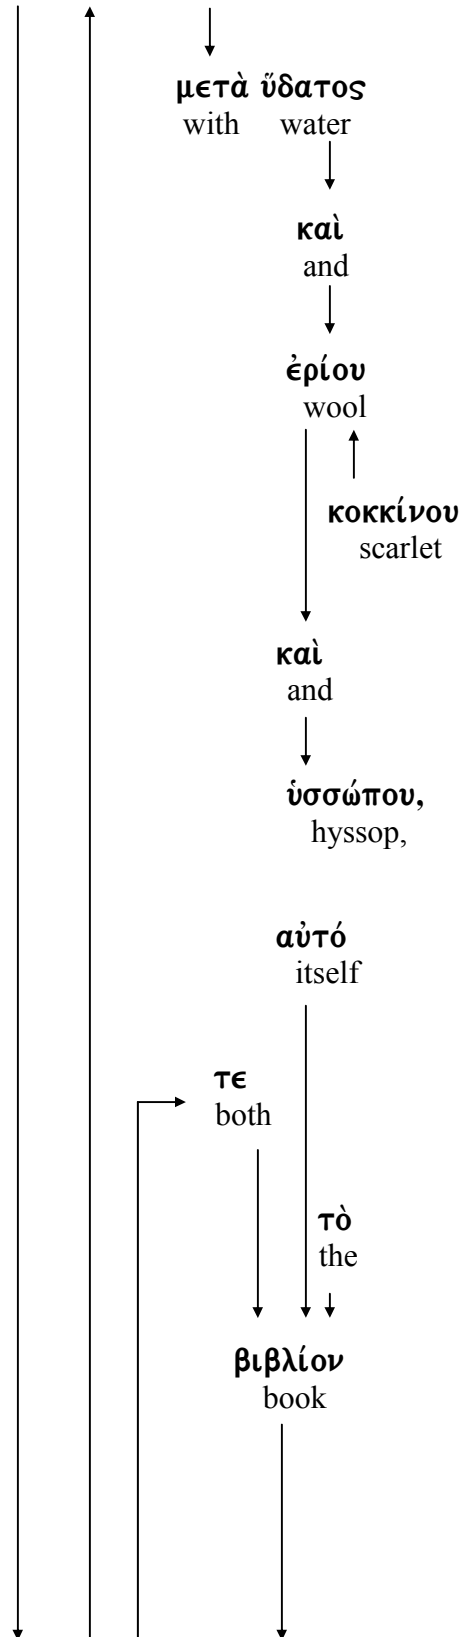 μετὰ ὕδατος
with water
καὶ
and
ἐρίου
wool
κοκκίνου
scarlet
καὶ
and
ὑσσώπου,
hyssop,
αὐτό
itself
τε
both
τὸ
the
βιβλίον
book